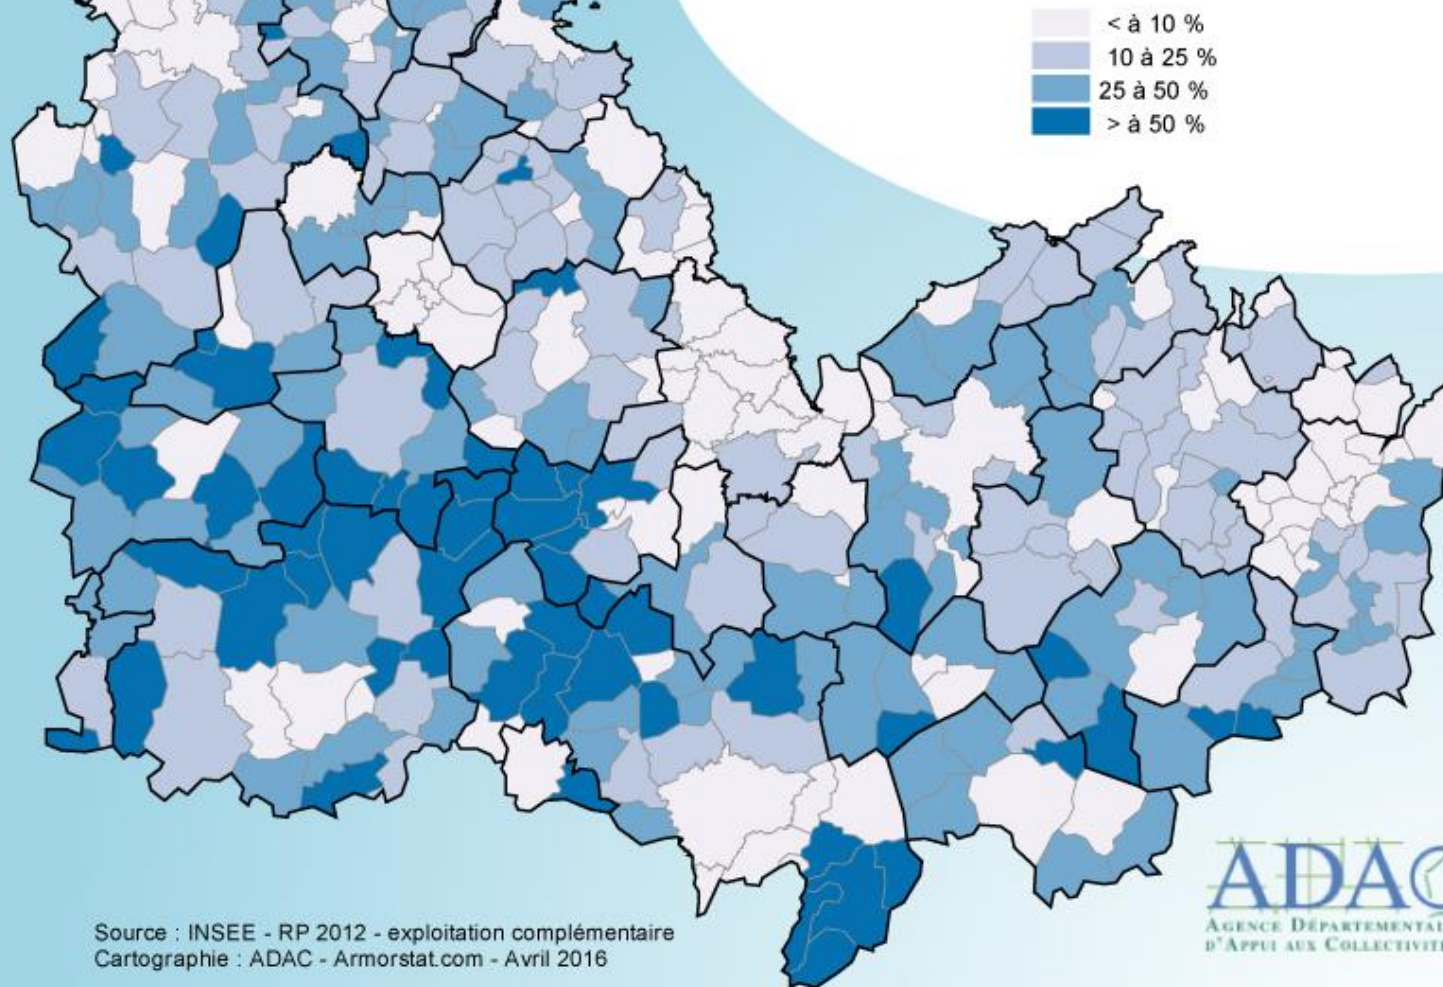 < à 10 %
10 à 25 %
25 à 50 %
> à 50 %
Source : INSEE - RP 2012 - exploitation complémentaire
Cartographie : ADAC - Armorstat.com - Avril 2016
ADAC
AGENCE DÉPARTEMENTA
D'APPUI AUX COLLECTIVIT